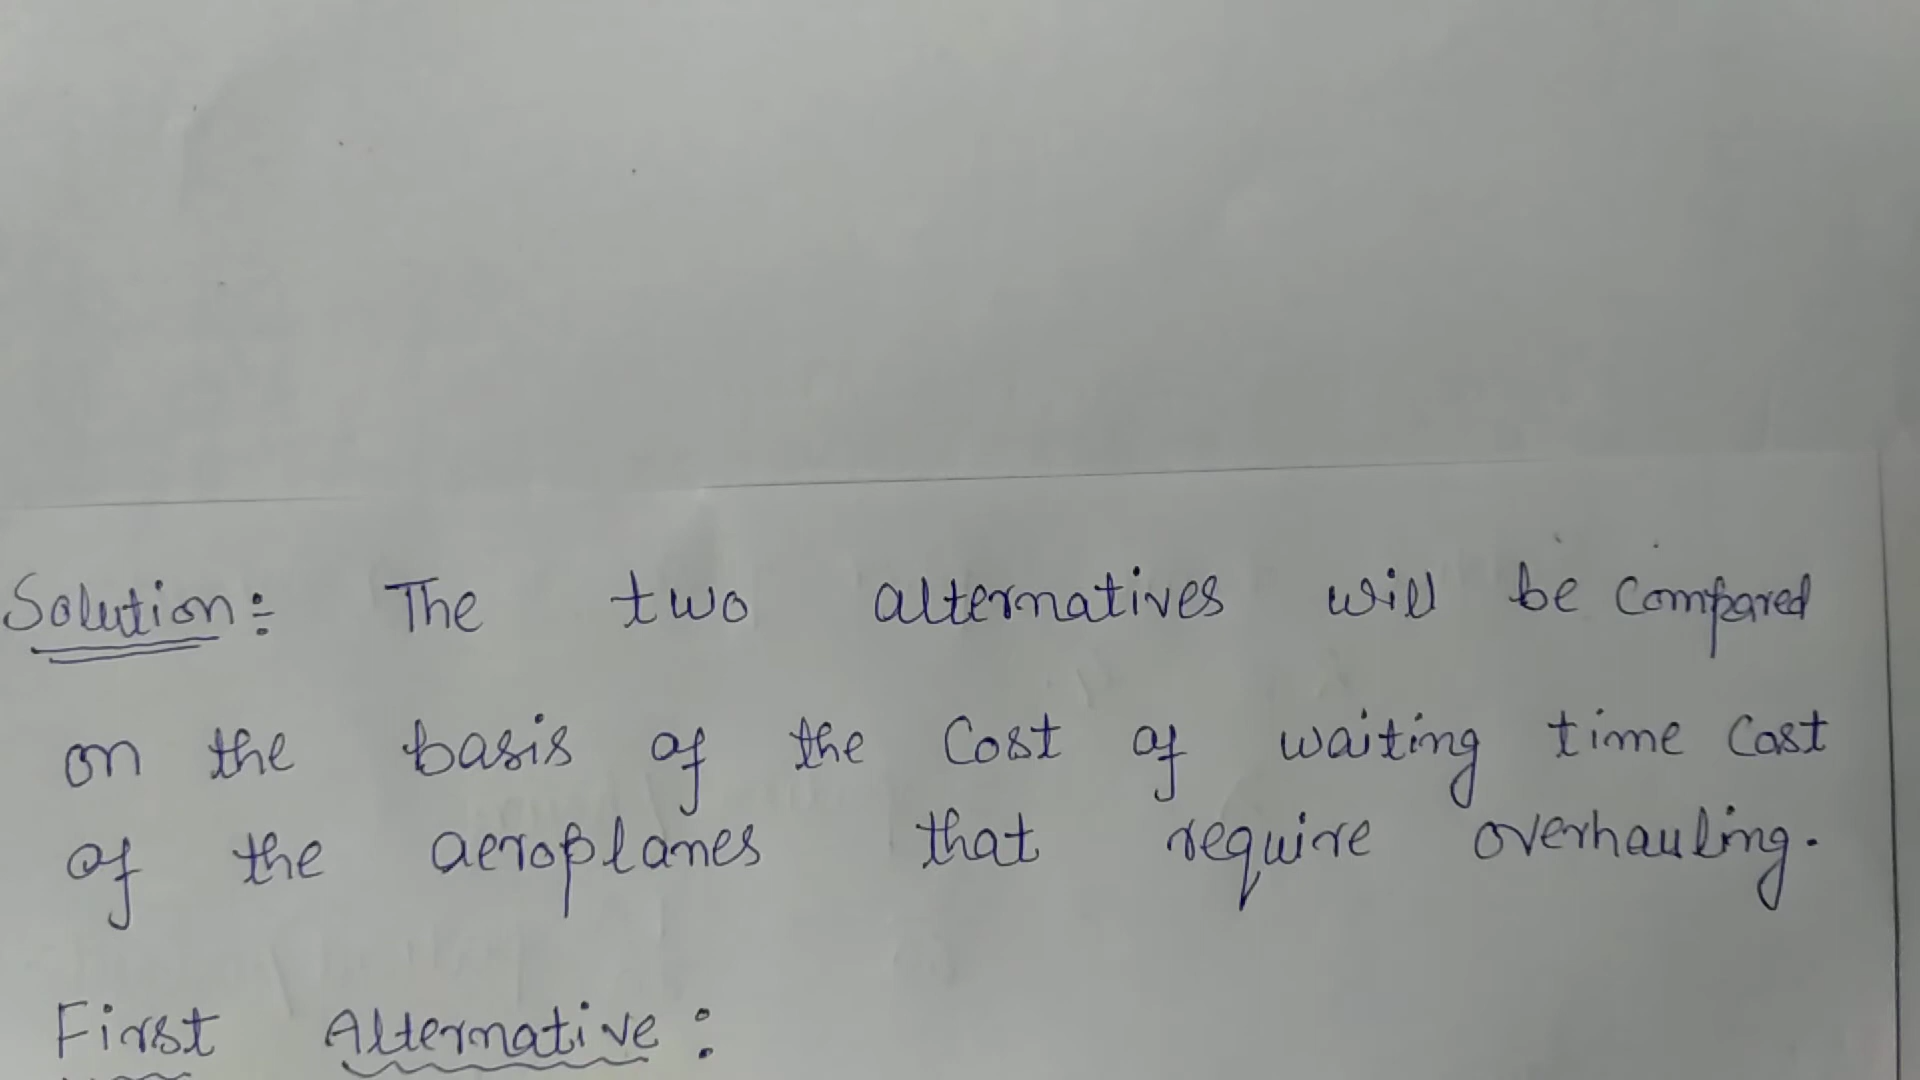 Solution: The two alternatives will be Compared
on the basis of the Cost of waiting time Cost
of the aeroplanes that require overhauling.
First Alternative: